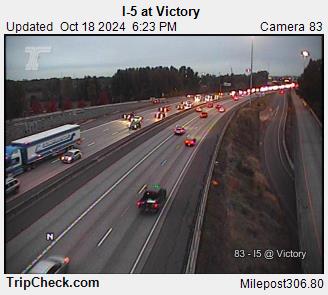 I-5 at Victory
Updated Oct 18 2024 6:23 PM Camera 83
N
83 - I5 @ Victory
TripCheck.com Milepost306.80